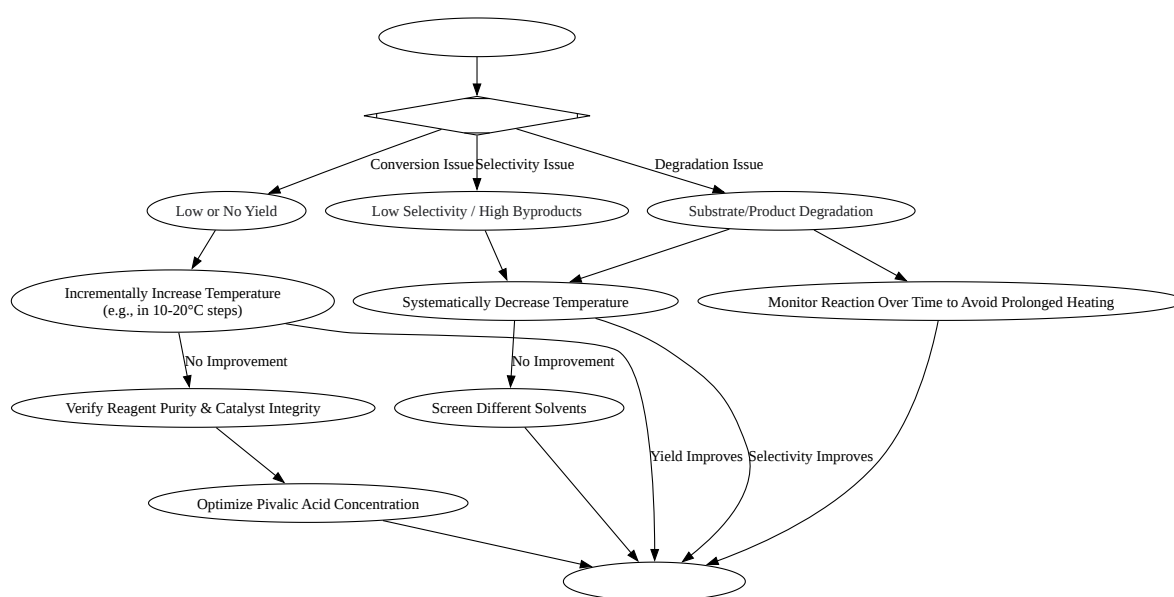 Conversion Issue
Selectivity Issue
Degradation Issue
Low or No Yield
Low Selectivity / High Byproducts
Substrate/Product Degradation
Incrementally Increase Temperature
(e.g., in 10-20°C steps)
Systematically Decrease Temperature
Monitor Reaction Over Time to Avoid Prolonged Heating
No Improvement
No Improvement
Verify Reagent Purity & Catalyst Integrity
Screen Different Solvents
Yield Improves
Selectivity Improves
Optimize Pivalic Acid Concentration